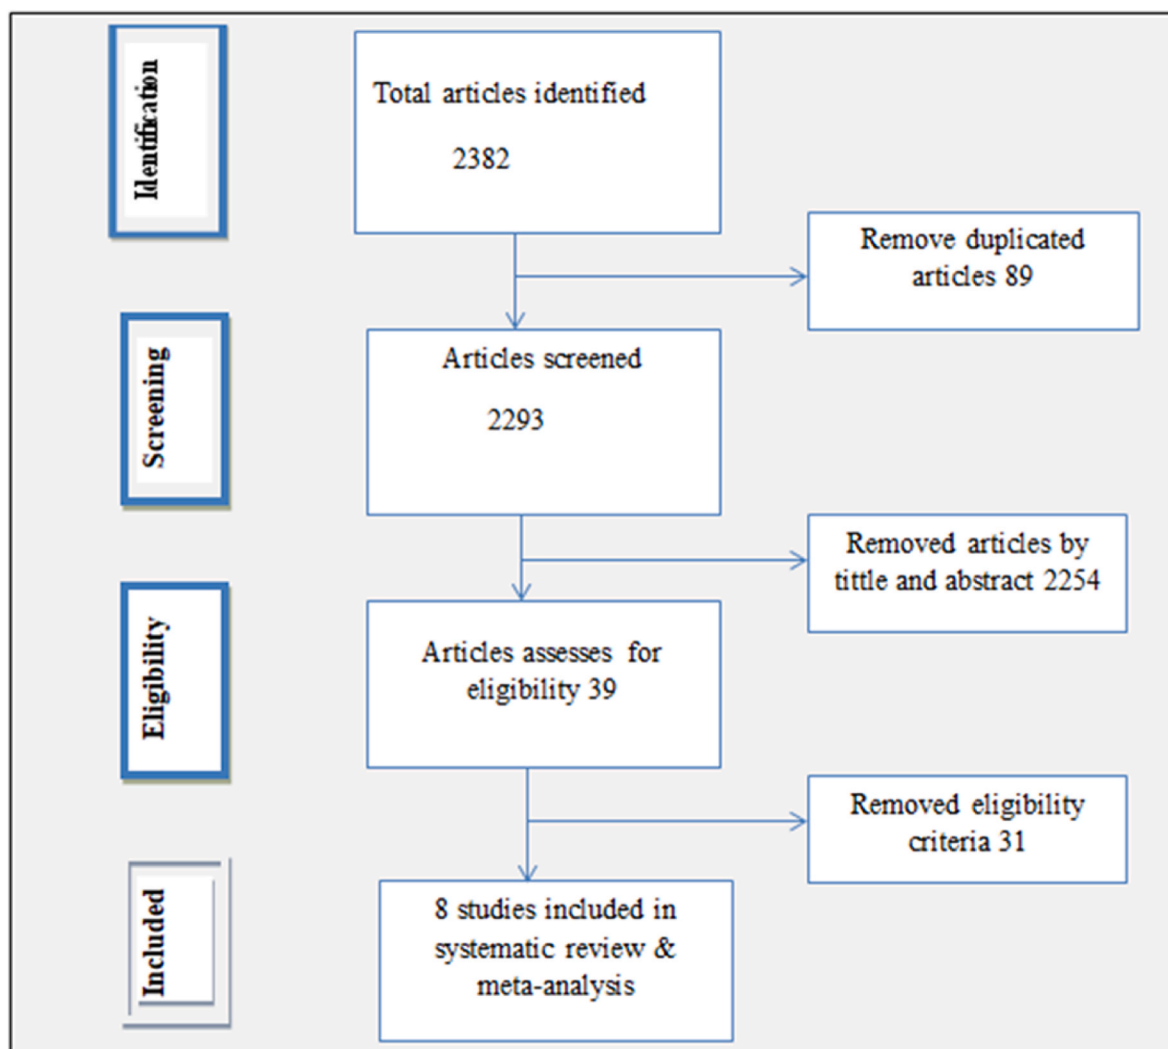 Identification
Total articles identified
2382
Remove duplicated
articles 89
Screening
Articles screened
2293
Removed articles by
tittle and abstract 2254
Eligibility
Articles assesses for
eligibility 39
Removed eligibility
criteria 31
Included
8 studies included in
systematic review &
meta-analysis